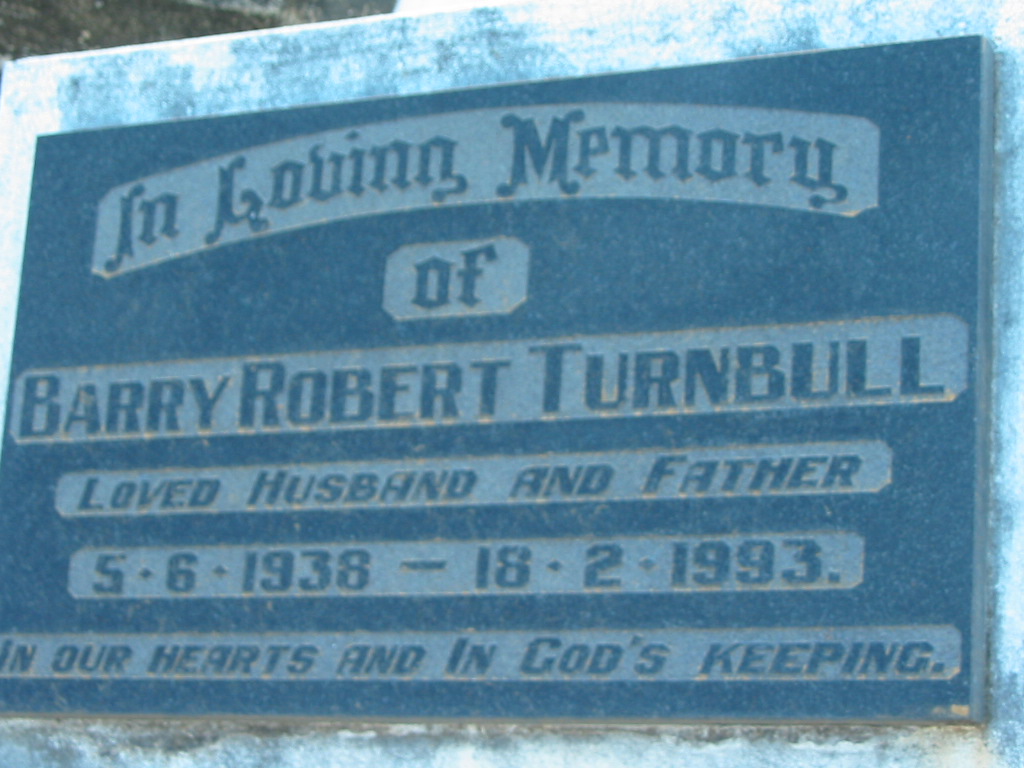 In Loving Memory
of
BARRY ROBERT TURNBULL
LOVED HUSBAND AND FATHER
5·6·1938 — 18·2·1993.
IN OUR HEARTS AND IN GOD'S KEEPING.